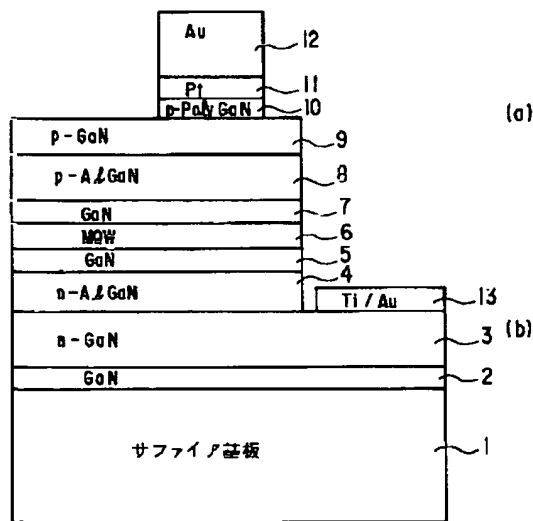 Au 12
Pt 11
p-Poly GaN 10
(a)
p-GaN 9
p-AlGaN 8
GaN 7
MQW 6
GaN 5
n-AlGaN 4
Ti/Au 13
n-GaN 3 (b)
GaN 2
サファイア基板 1